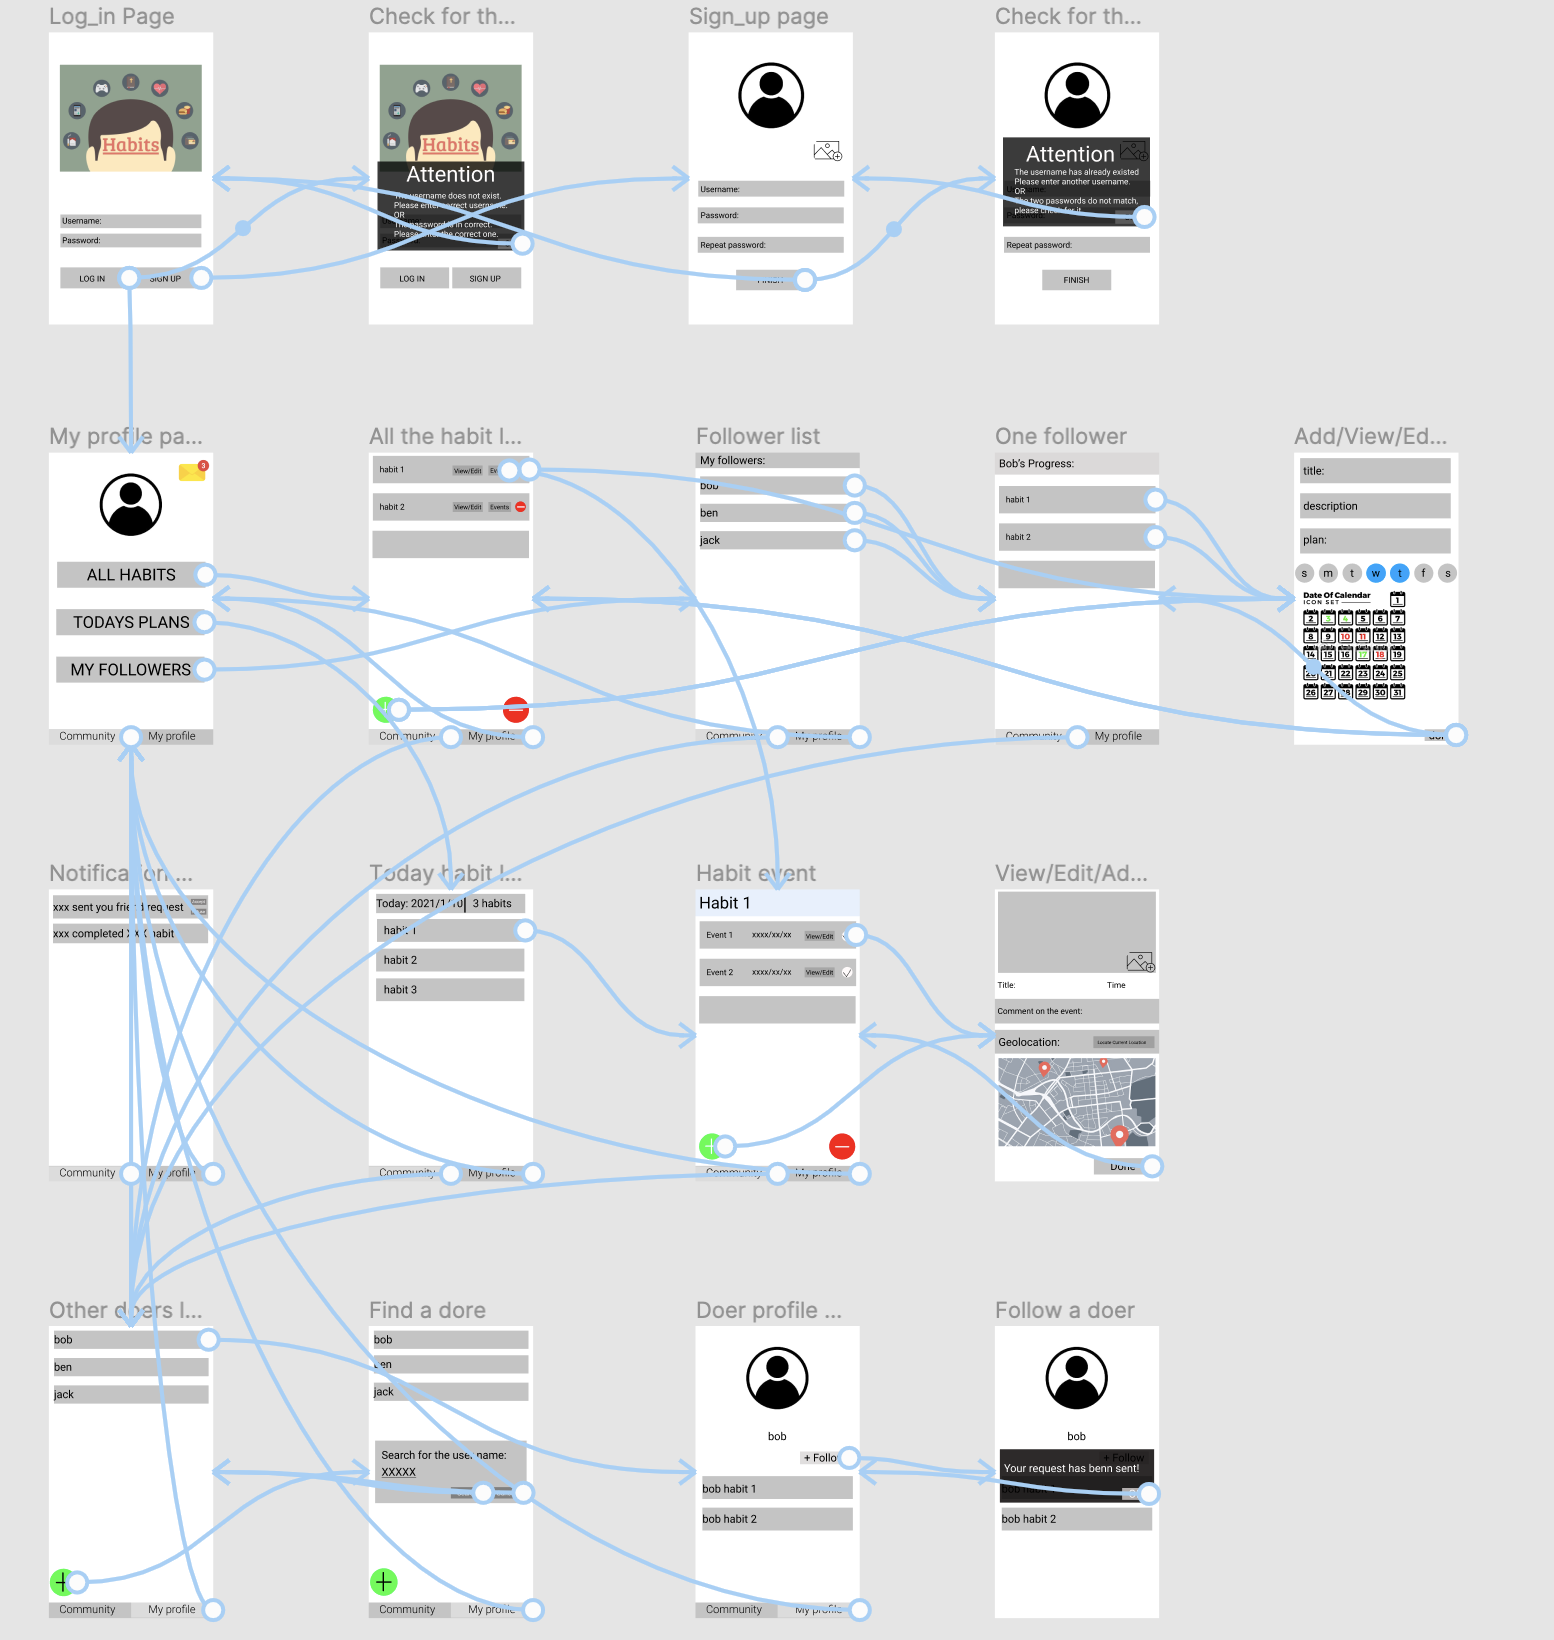 Log_in Page
Check for th...
Sign_up page
Check for th...
Habits
Username:
Password:
LOG IN
SIGN UP
Habits
Attention
The username does not exist.
Please enter correct username.
OR
The password is in correct.
Please enter the correct one.
LOG IN
SIGN UP
Username:
Password:
Repeat password:
FINISH
Attention
The username has already existed
Please enter another username.
OR
The two passwords do not match,
please check for it.
Repeat password:
FINISH
My profile pa...
All the habit l...
Follower list
One follower
Add/View/Ed...
3
ALL HABITS
TODAYS PLANS
MY FOLLOWERS
Community
My profile
habit 1
View/Edit
habit 2
View/Edit
Events
Community
My profile
My followers:
bob
ben
jack
Community
My profile
Bob's Progress:
habit 1
habit 2
Community
My profile
title:
description
plan:
s m t w t f s
Date Of Calendar
ICON SET
1
2 3 4 5 6 7
8 9 10 11 12 13
14 15 16 17 18 19
21 22 23 24 25
26 27 28 29 30 31
Notification ...
Today habit l...
Habit event
View/Edit/Ad...
xxx sent you friend request
xxx completed XXX habit
Community
My profile
Today: 2021/1/10
3 habits
habit 1
habit 2
habit 3
Community
My profile
Habit 1
Event 1
xxxx/xx/xx
View/Edit
Event 2
xxxx/xx/xx
View/Edit
Community
My profile
Title:
Time
Comment on the event:
Geolocation:
Locate Current Location
Done
Other doers l...
Find a dore
Doer profile ...
Follow a doer
bob
ben
jack
Community
My profile
bob
ben
jack
Search for the user name:
XXXXX
Community
My profile
bob
+ Follow
bob habit 1
bob habit 2
Community
My profile
bob
+ Follow
Your request has benn sent!
bob habit 1
bob habit 2